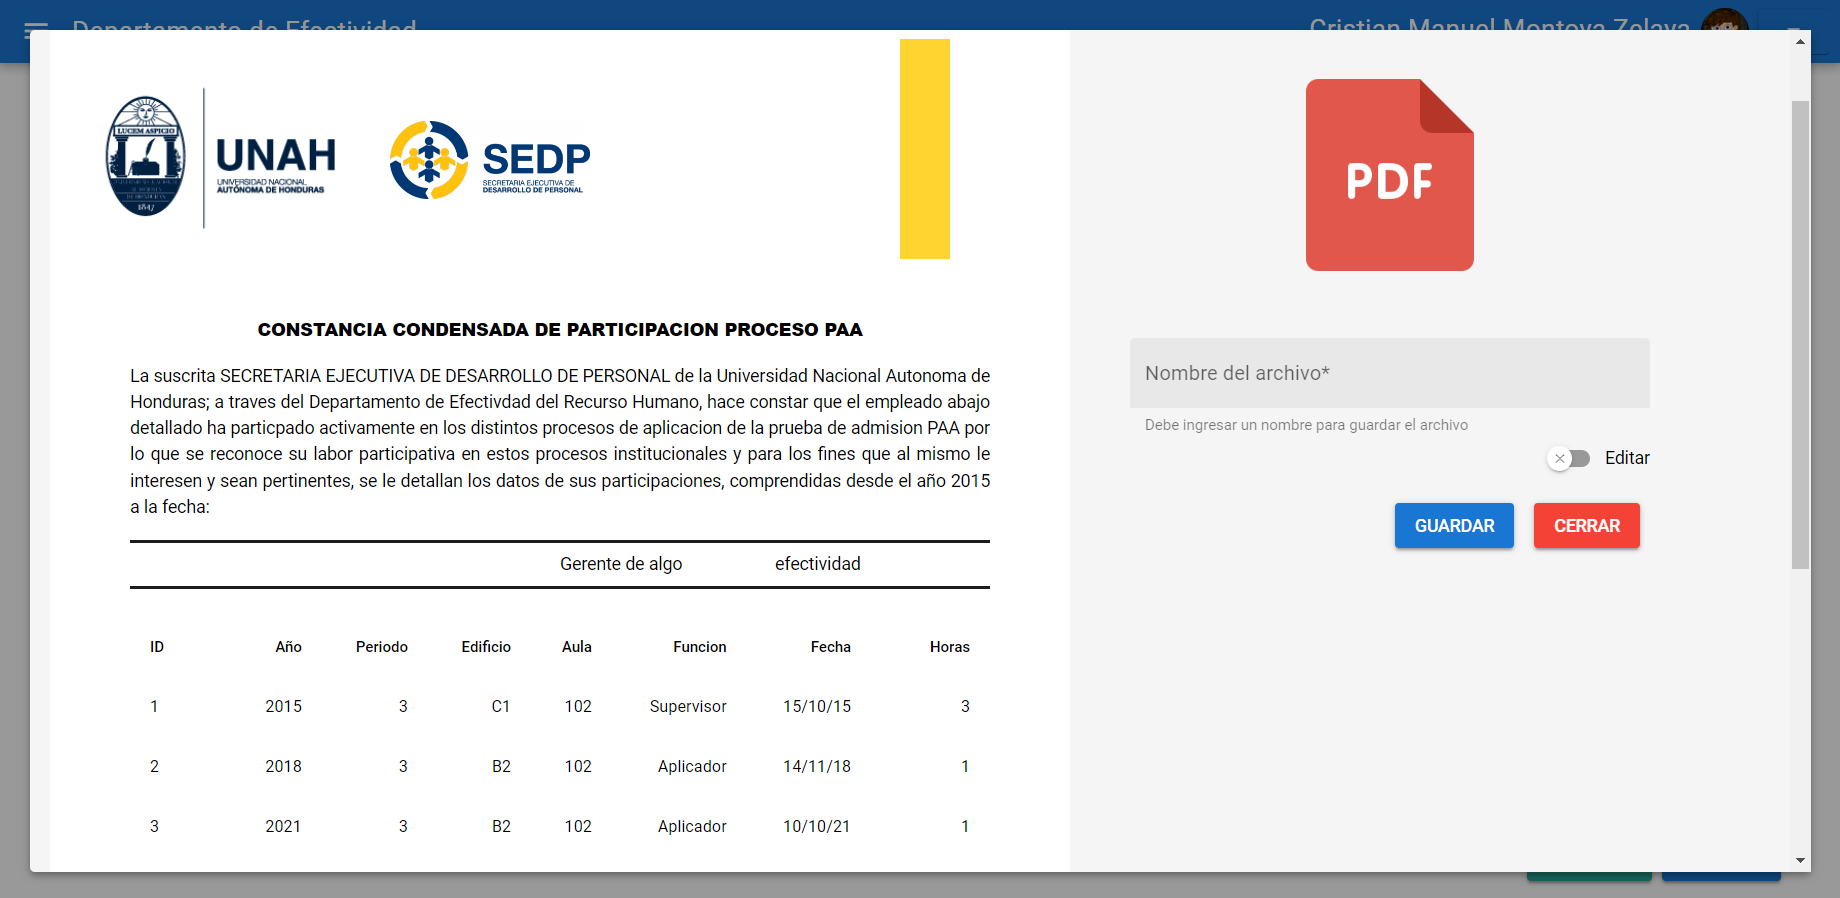 Departamento de Efectividad
Cristian Manuel Montoya Zelaya
LUCEM ASPICIO
1847
UNAH
UNIVERSIDAD NACIONAL
AUTÓNOMA DE HONDURAS
SEDP
SECRETARIA EJECUTIVA DE
DESARROLLO DE PERSONAL
CONSTANCIA CONDENSADA DE PARTICIPACION PROCESO PAA
La suscrita SECRETARIA EJECUTIVA DE DESARROLLO DE PERSONAL de la Universidad Nacional Autonoma de
Honduras; a traves del Departamento de Efectivdad del Recurso Humano, hace constar que el empleado abajo
detallado ha particpado activamente en los distintos procesos de aplicacion de la prueba de admision PAA por
lo que se reconoce su labor participativa en estos procesos institucionales y para los fines que al mismo le
interesen y sean pertinentes, se le detallan los datos de sus participaciones, comprendidas desde el año 2015
a la fecha:
Gerente de algo efectividad
ID Año Periodo Edificio Aula Funcion Fecha Horas
1 2015 3 C1 102 Supervisor 15/10/15 3
2 2018 3 B2 102 Aplicador 14/11/18 1
3 2021 3 B2 102 Aplicador 10/10/21 1
PDF
Nombre del archivo*
Debe ingresar un nombre para guardar el archivo
Editar
GUARDAR CERRAR